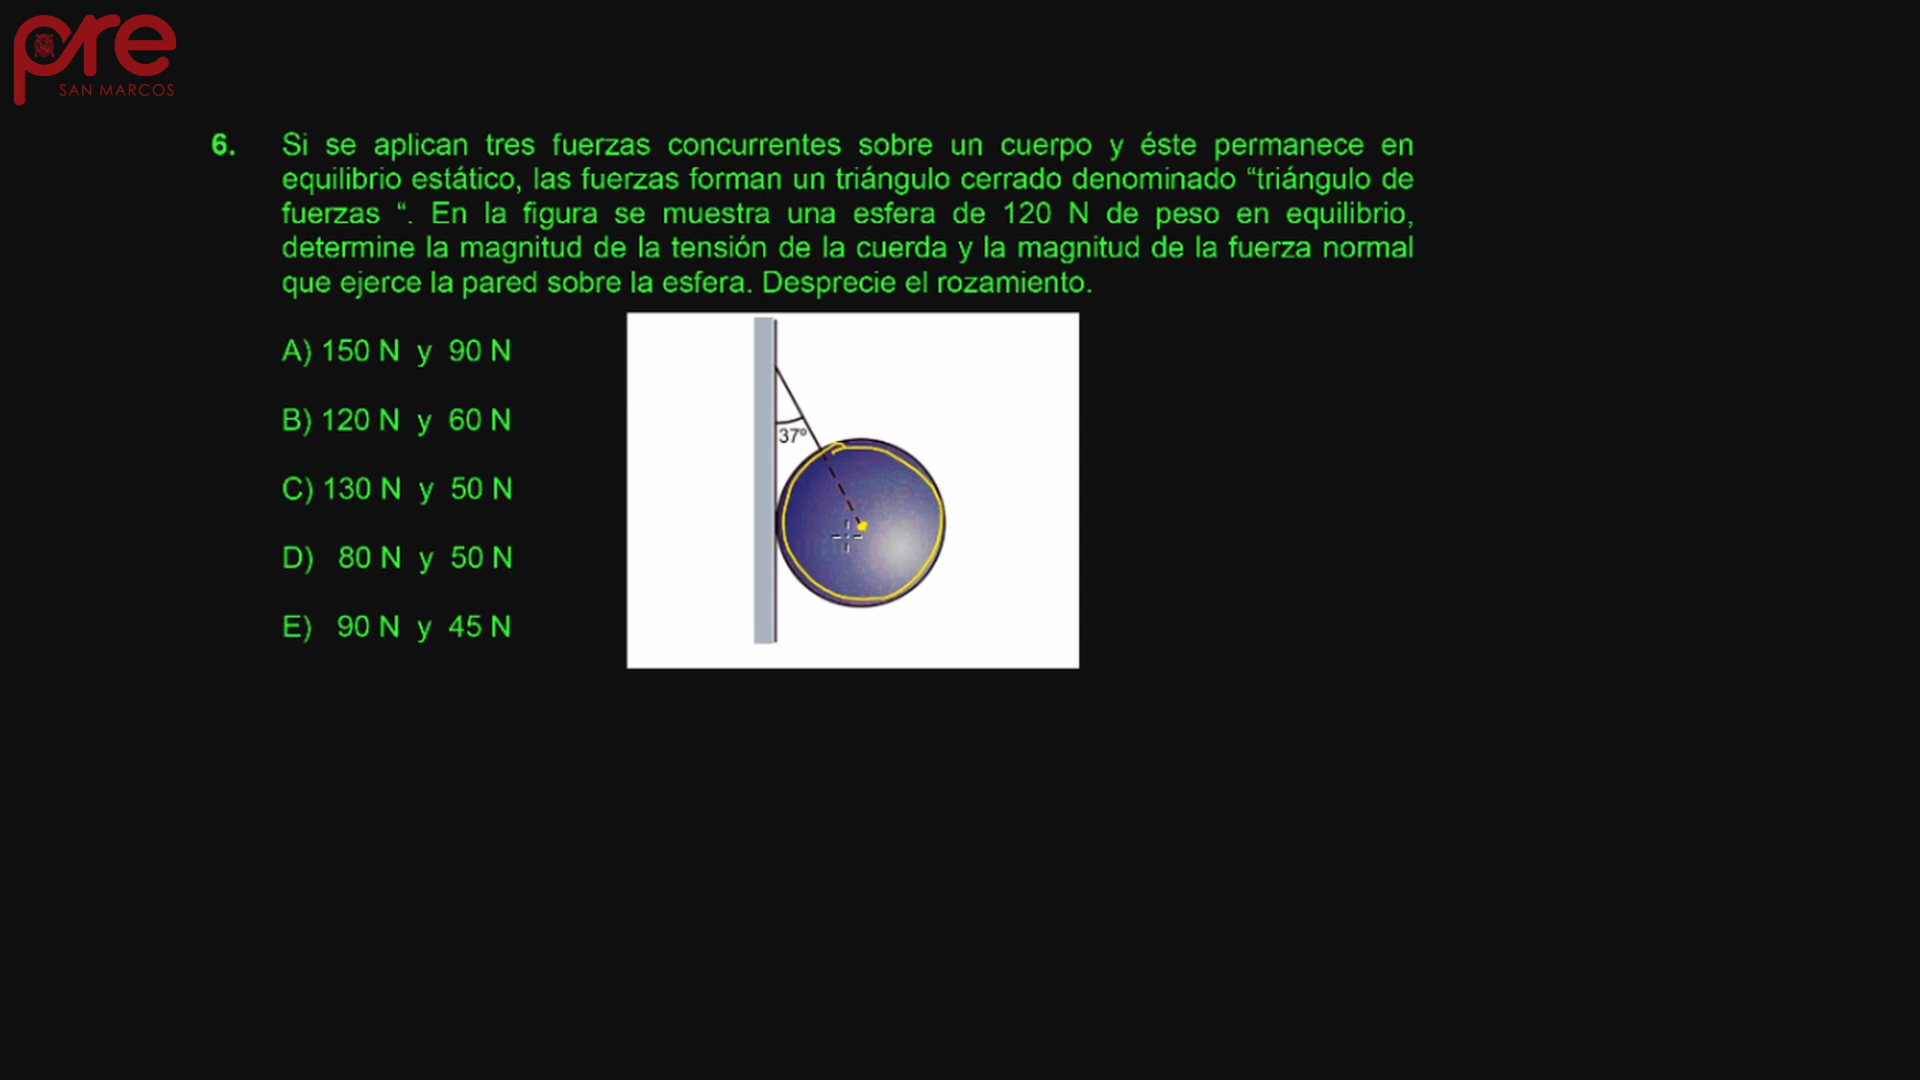 pre
SAN MARCOS
6. Si se aplican tres fuerzas concurrentes sobre un cuerpo y éste permanece en
equilibrio estático, las fuerzas forman un triángulo cerrado denominado “triángulo de
fuerzas “. En la figura se muestra una esfera de 120 N de peso en equilibrio,
determine la magnitud de la tensión de la cuerda y la magnitud de la fuerza normal
que ejerce la pared sobre la esfera. Desprecie el rozamiento.
A) 150 N y 90 N
B) 120 N y 60 N
C) 130 N y 50 N
D) 80 N y 50 N
E) 90 N y 45 N
37º